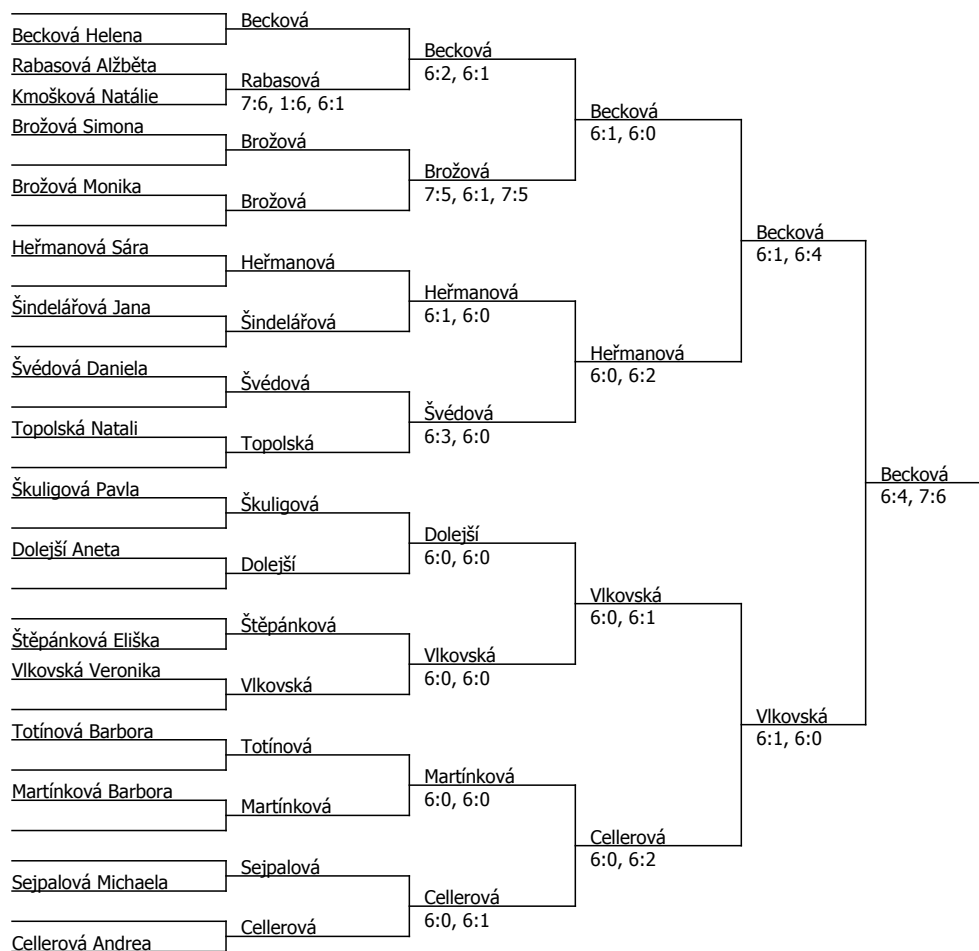 Becková Helena
Rabasová Alžběta
Kmošková Natálie
Brožová Simona
Brožová Monika
Heřmanová Sára
Šindelářová Jana
Švédová Daniela
Topolská Natali
Škuligová Pavla
Dolejší Aneta
Štěpánková Eliška
Vlkovská Veronika
Totínová Barbora
Martínková Barbora
Sejpalová Michaela
Cellerová Andrea
Becková
Rabasová
7:6, 1:6, 6:1
Brožová
Brožová
Heřmanová
Šindelářová
Švédová
Topolská
Škuligová
Dolejší
Štěpánková
Vlkovská
Totínová
Martínková
Sejpalová
Cellerová
Becková
6:2, 6:1
Brožová
7:5, 6:1, 7:5
Heřmanová
6:1, 6:0
Švédová
6:3, 6:0
Dolejší
6:0, 6:0
Vlkovská
6:0, 6:0
Martínková
6:0, 6:0
Cellerová
6:0, 6:1
Becková
6:1, 6:0
Heřmanová
6:0, 6:2
Vlkovská
6:0, 6:1
Cellerová
6:0, 6:2
Becková
6:1, 6:4
Vlkovská
6:1, 6:0
Becková
6:4, 7:6